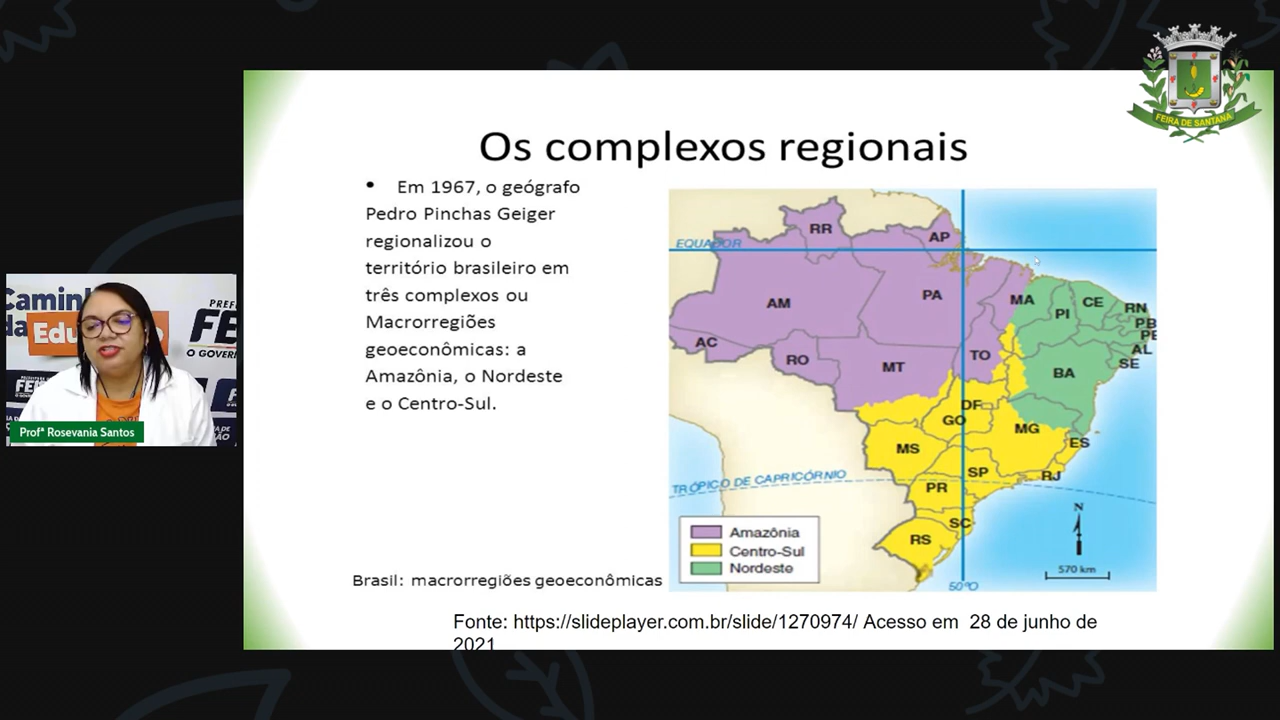 FEIRA DE SANTANA
Os complexos regionais
• Em 1967, o geógrafo
Pedro Pinchas Geiger
regionalizou o
território brasileiro em
três complexos ou
Macrorregiões
geoeconômicas: a
Amazônia, o Nordeste
e o Centro-Sul.
EQUADOR
RR
AP
AM
PA
MA
CE
RN
PI
PB
PE
AL
SE
AC
RO
MT
TO
BA
DF
GO
MG
ES
MS
SP
RJ
TRÓPICO DE CAPRICÓRNIO
PR
SC
RS
N
570 km
50°O
Amazônia
Centro-Sul
Nordeste
Brasil: macrorregiões geoeconômicas
Fonte: https://slideplayer.com.br/slide/1270974/ Acesso em 28 de junho de
2021
Profª Rosevania Santos